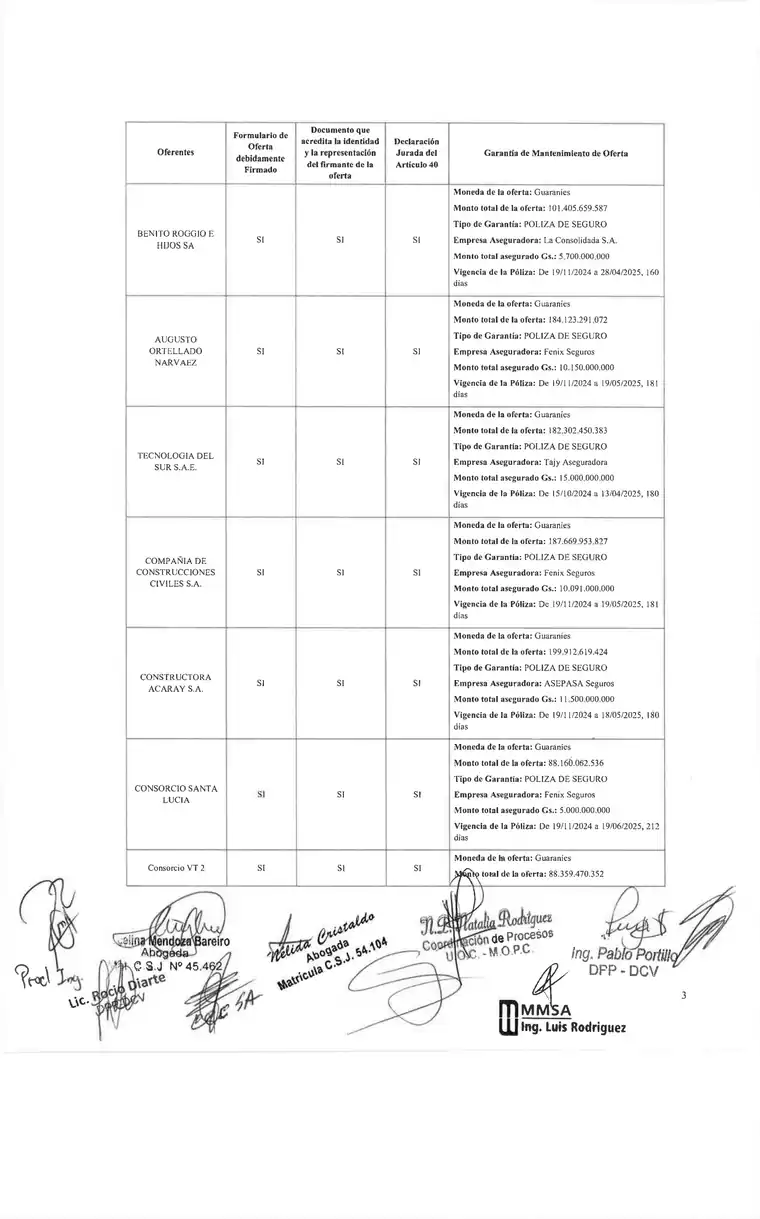 Oferentes
Formulario de
Oferta
debidamente
Firmado
Documento que
acredita la identidad
y la representación
del firmante de la
oferta
Declaración
Jurada del
Artículo 40
Garantía de Mantenimiento de Oferta
BENITO ROGGIO E
HIJOS SA
SI
SI
SI
Moneda de la oferta: Guaranies
Monto total de la oferta: 101.405.659.587
Tipo de Garantía: POLIZA DE SEGURO
Empresa Aseguradora: La Consolidada S.A.
Monto total asegurado Gs.: 5.700.000.000
Vigencia de la Póliza: De 19/11/2024 a 28/04/2025, 160
días
AUGUSTO
ORTELLADO
NARVAEZ
SI
SI
SI
Moneda de la oferta: Guaranies
Monto total de la oferta: 184.123.291.072
Tipo de Garantía: POLIZA DE SEGURO
Empresa Aseguradora: Fenix Seguros
Monto total asegurado Gs.: 10.150.000.000
Vigencia de la Póliza: De 19/11/2024 a 19/05/2025, 181
días
TECNOLOGIA DEL
SUR S.A.E.
SI
SI
SI
Moneda de la oferta: Guaranies
Monto total de la oferta: 182.302.450.383
Tipo de Garantía: POLIZA DE SEGURO
Empresa Aseguradora: Tajy Aseguradora
Monto total asegurado Gs.: 15.000.000.000
Vigencia de la Póliza: De 15/10/2024 a 13/04/2025, 180
días
COMPAÑIA DE
CONSTRUCCIONES
CIVILES S.A.
SI
SI
SI
Moneda de la oferta: Guaranies
Monto total de la oferta: 187.669.953.827
Tipo de Garantía: POLIZA DE SEGURO
Empresa Aseguradora: Fenix Seguros
Monto total asegurado Gs.: 10.091.000.000
Vigencia de la Póliza: De 19/11/2024 a 19/05/2025, 181
días
CONSTRUCTORA
ACARAY S.A.
SI
SI
SI
Moneda de la oferta: Guaranies
Monto total de la oferta: 199.912.619.424
Tipo de Garantía: POLIZA DE SEGURO
Empresa Aseguradora: ASEPASA Seguros
Monto total asegurado Gs.: 11.500.000.000
Vigencia de la Póliza: De 19/11/2024 a 18/05/2025, 180
días
CONSORCIO SANTA
LUCIA
SI
SI
SI
Moneda de la oferta: Guaranies
Monto total de la oferta: 88.160.062.536
Tipo de Garantía: POLIZA DE SEGURO
Empresa Aseguradora: Fenix Seguros
Monto total asegurado Gs.: 5.000.000.000
Vigencia de la Póliza: De 19/11/2024 a 19/06/2025, 212
días
Consorcio VT 2
SI
SI
SI
Moneda de la oferta: Guaranies
Monto total de la oferta: 88.359.470.352
Mendoza Bareiro
Abogada
C.S.J Nº 45.462
Lic. Rocio Diarte
Nélida Cristaldo
Abogada
Matricula C.S.J. 54.104
Natalia Rodríguez
Coordinación de Procesos
U.O.C. - M.O.P.C.
Ing. Pablo Portillo
DPP - DCV
MMSA
Ing. Luis Rodriguez
3